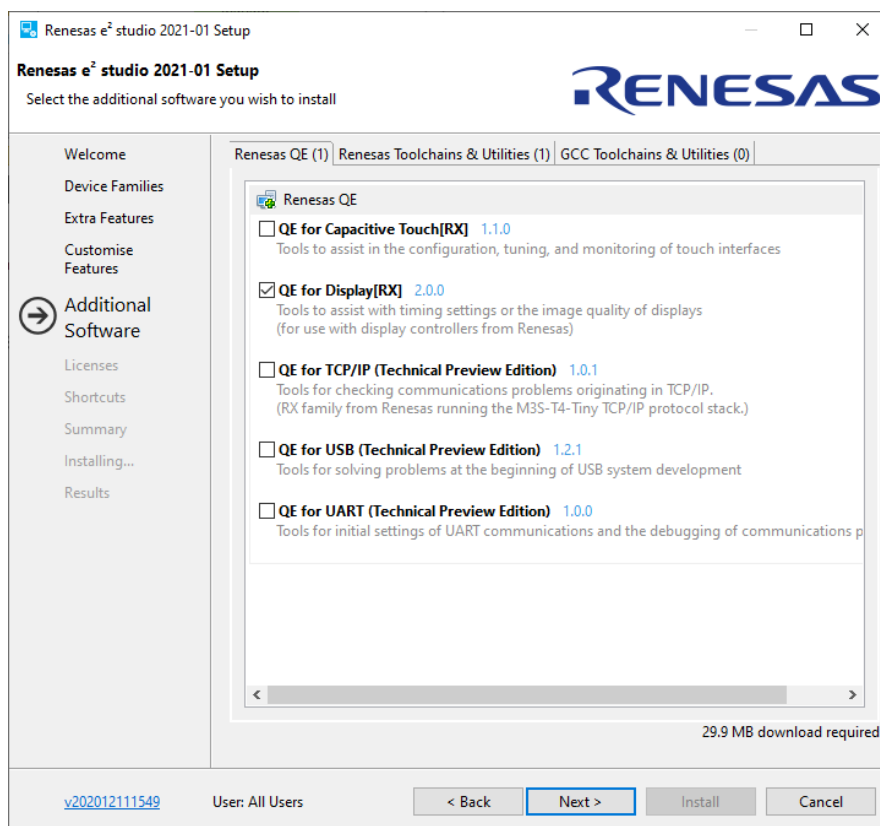 Renesas e² studio 2021-01 Setup
Renesas e² studio 2021-01 Setup
Select the additional software you wish to install
RENESAS
Welcome
Device Families
Extra Features
Customise
Features
Additional
Software
Licenses
Shortcuts
Summary
Installing...
Results
Renesas QE (1) Renesas Toolchains & Utilities (1) GCC Toolchains & Utilities (0)
Renesas QE
QE for Capacitive Touch[RX] 1.1.0
Tools to assist in the configuration, tuning, and monitoring of touch interfaces
QE for Display[RX] 2.0.0
Tools to assist with timing settings or the image quality of displays
(for use with display controllers from Renesas)
QE for TCP/IP (Technical Preview Edition) 1.0.1
Tools for checking communications problems originating in TCP/IP.
(RX family from Renesas running the M3S-T4-Tiny TCP/IP protocol stack.)
QE for USB (Technical Preview Edition) 1.2.1
Tools for solving problems at the beginning of USB system development
QE for UART (Technical Preview Edition) 1.0.0
Tools for initial settings of UART communications and the debugging of communications p
29.9 MB download required
v202012111549 User: All Users < Back Next > Install Cancel